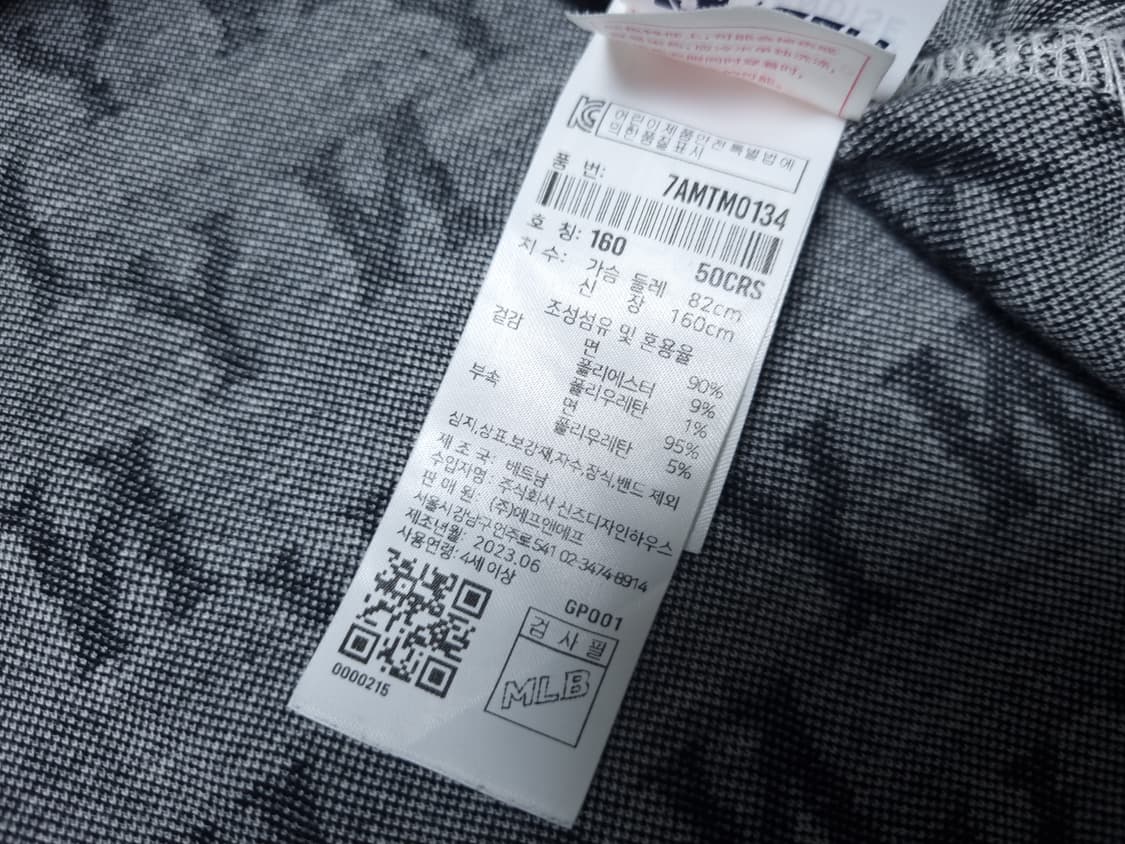 KC 어린이제품안전특별법에
의한품질표시
품 번: 7AMTM0134
호 칭: 160 50CRS
치 수: 가슴 둘레 82cm
신 장 160cm
조성섬유 및 혼용율
겉감 면 90%
폴리에스터 9%
폴리우레탄 1%
부속 면 95%
폴리우레탄 5%
심지,상표,보강재,자수,장식,밴드 제외
제 조 국: 베트남
수입자명: 주식회사 신즈디자인하우스
판 매 원: (주)에프앤에프
서울시강남구언주로541 02-3474-8914
제조년월: 2023.06
사용연령: 4세이상
GP001
검 사 필
MLB
0000215